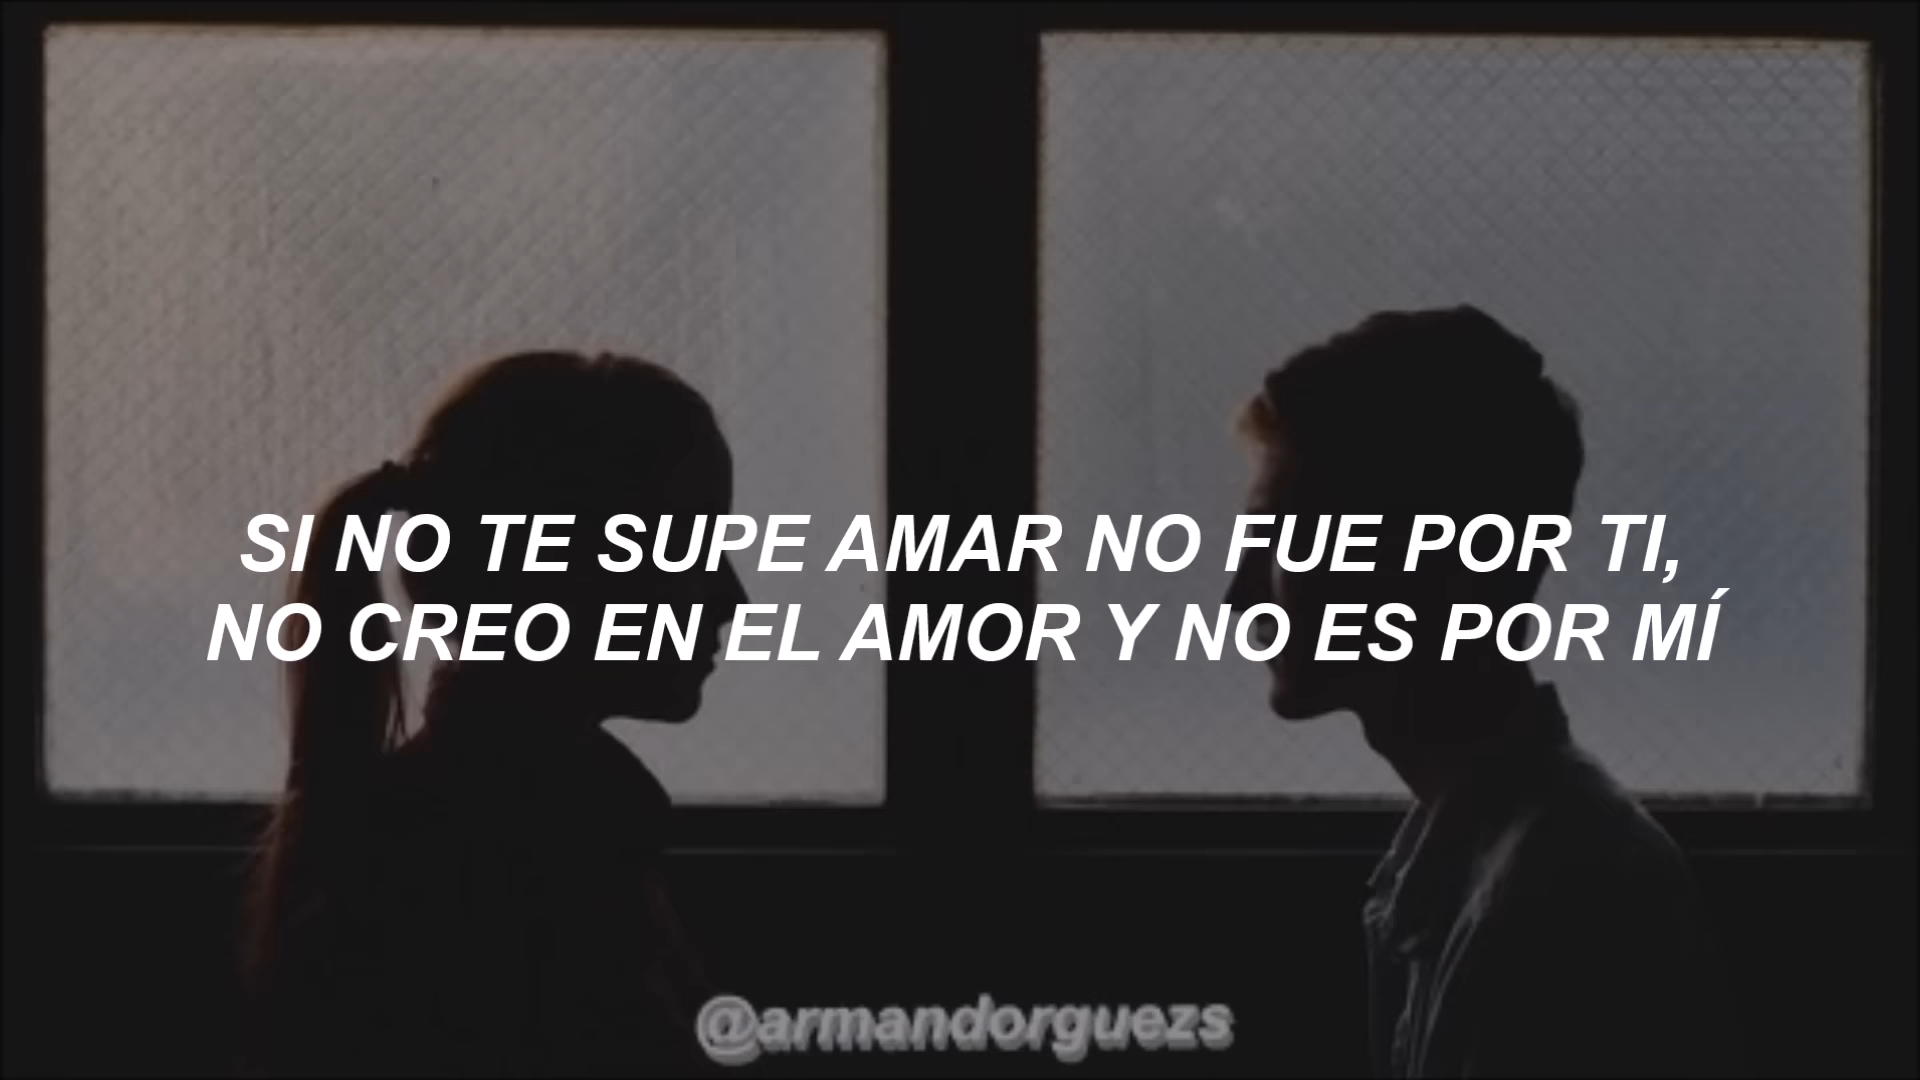 SI NO TE SUPE AMAR NO FUE POR TI,
NO CREO EN EL AMOR Y NO ES POR MÍ
@armandorguezs